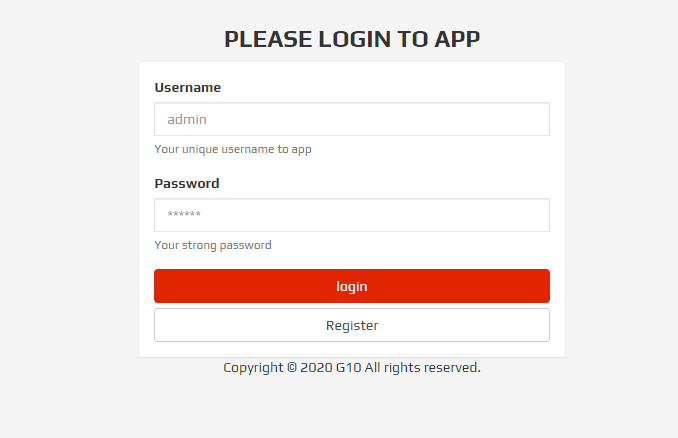 PLEASE LOGIN TO APP
Username
admin
Your unique username to app
Password
******
Your strong password
login
Register
Copyright © 2020 G10 All rights reserved.